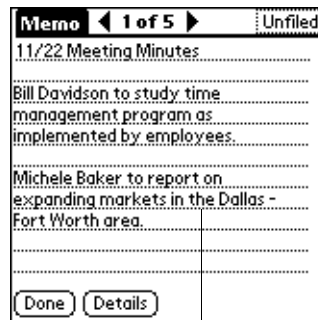 Memo 1 of 5 Unfiled
11/22 Meeting Minutes
Bill Davidson to study time
management program as
implemented by employees.
Michele Baker to report on
expanding markets in the Dallas -
Fort Worth area.
Done Details